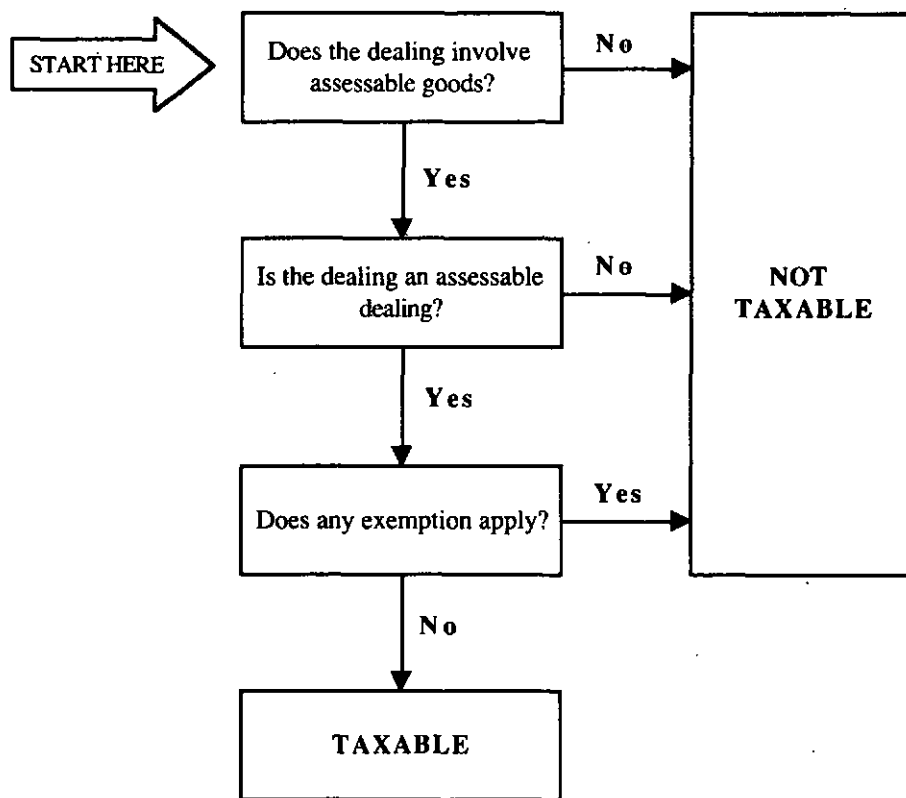 START HERE
Does the dealing involve
assessable goods?
No
Yes
Is the dealing an assessable
dealing?
No
NOT
TAXABLE
Yes
Does any exemption apply?
Yes
No
TAXABLE